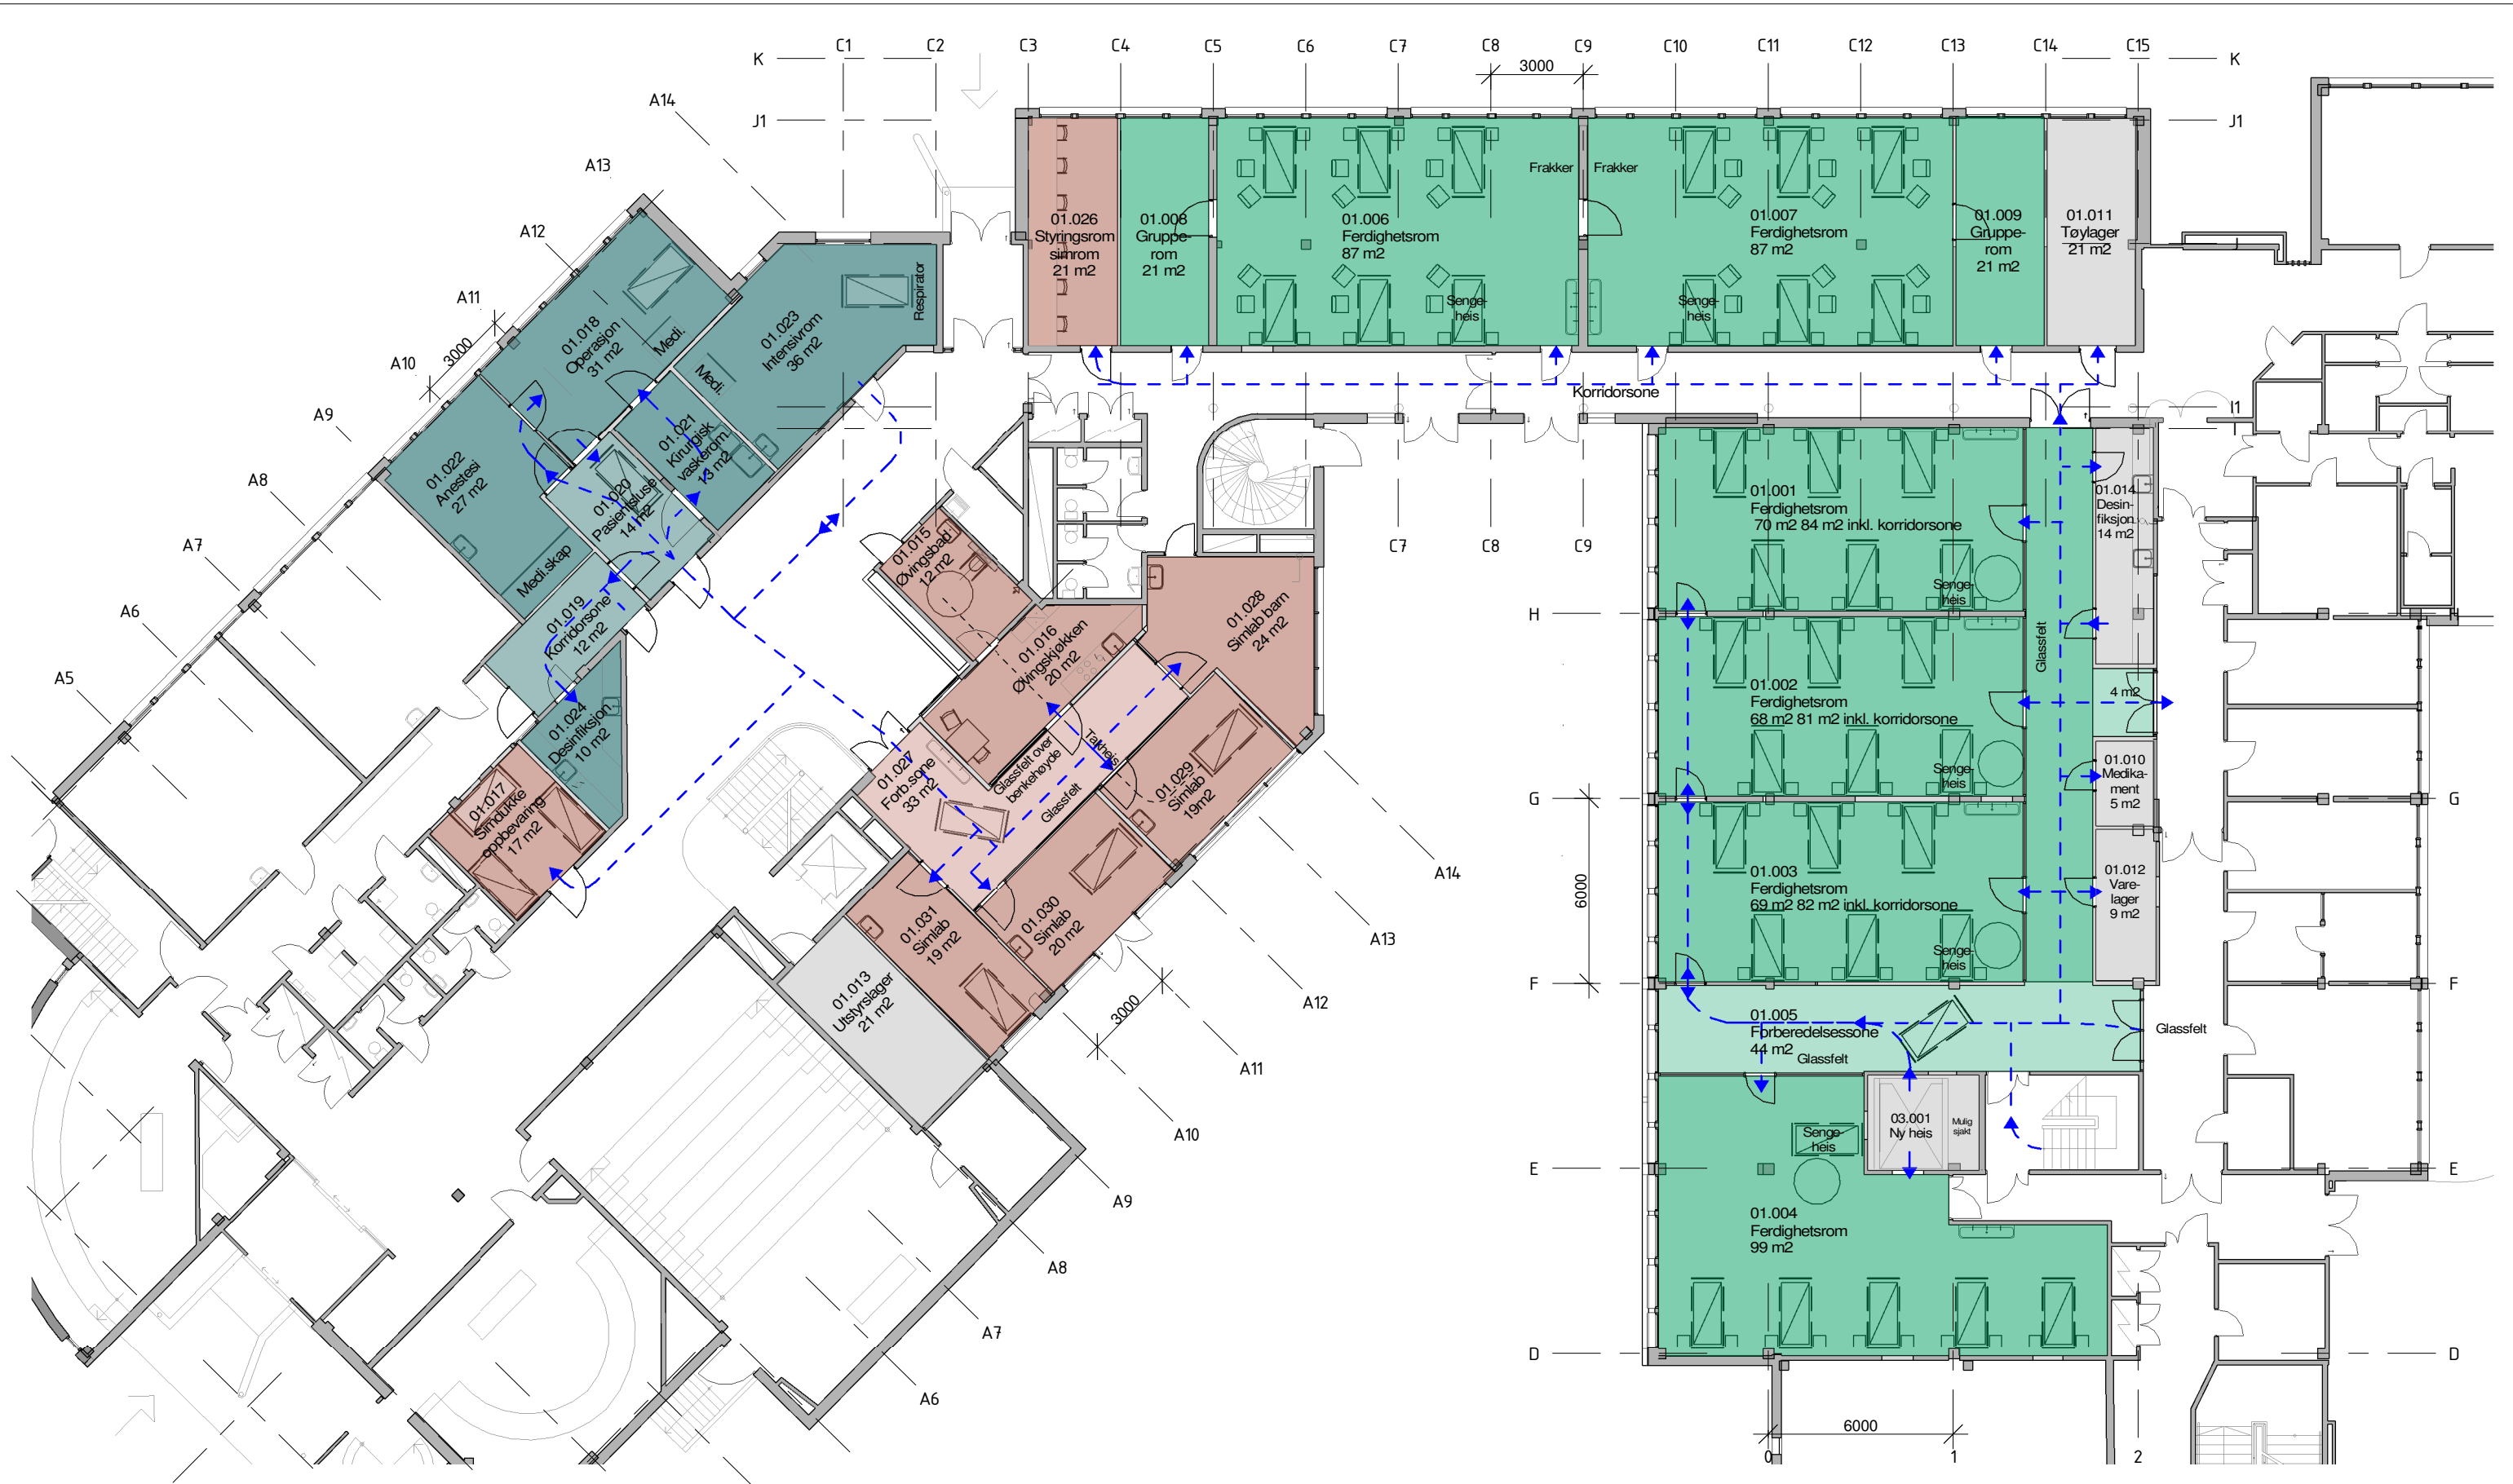 C1
C2
C3
C4
C5
C6
C7
C8
C9
C10
C11
C12
C13
C14
C15
K
K
3000
A14
J1
J1
A13
A12
A11
3000
A10
A9
A8
A7
A6
A5
01.026
Styringsrom
simrom
21 m2
01.008
Gruppe-
rom
21 m2
01.006
Ferdighetsrom
87 m2
Frakker
Frakker
Senge-
heis
01.007
Ferdighetsrom
87 m2
Senge-
heis
01.009
Gruppe-
rom
21 m2
01.011
Tøylager
21 m2
Korridorsone
I1
01.018
Operasjon
31 m2
Medi.
01.023
Intensivrom
36 m2
Medi.
Respirator
01.022
Anestesi
27 m2
Medi.skap
01.021
Kirurgisk
vaskerom
13 m2
01.020
Pasientsluse
14 m2
01.019
Korridorsone
12 m2
01.024
Desinfiksjon
10 m2
01.017
Simdukke
oppbevaring
17 m2
01.015
Øvingsbad
12 m2
01.016
Øvingskjøkken
20 m2
01.028
Simlab barn
24 m2
01.027
Forb.sone
33 m2
Glassfelt over
benkehøyde
Glassfelt
Takheis
01.029
Simlab
19m2
01.030
Simlab
20 m2
01.031
Simlab
19 m2
01.013
Utstyrslager
21 m2
3000
C7
C8
C9
01.001
Ferdighetsrom
70 m2 84 m2 inkl. korridorsone
Senge-
heis
01.014
Desin-
fiksjon
14 m2
H
H
Glassfelt
01.002
Ferdighetsrom
68 m2 81 m2 inkl. korridorsone
Senge-
heis
4 m2
01.010
Medika-
ment
5 m2
G
G
6000
01.003
Ferdighetsrom
69 m2 82 m2 inkl. korridorsone
Senge-
heis
01.012
Vare-
lager
9 m2
F
F
01.005
Forberedelsessone
44 m2
Glassfelt
Glassfelt
03.001
Ny heis
Mulig
sjakt
Senge-
heis
E
E
01.004
Ferdighetsrom
99 m2
D
D
6000
0
1
2
A14
A13
A12
A11
A10
A9
A8
A7
A6